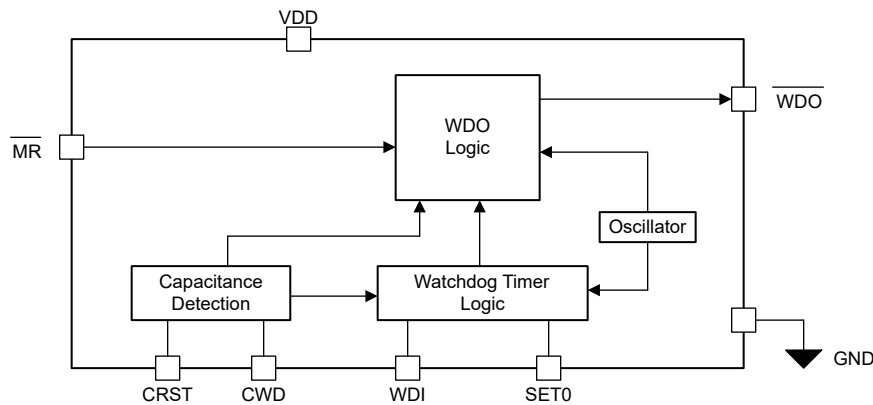 VDD
WDO
Logic
WDO
MR
Oscillator
Capacitance
Detection
Watchdog Timer
Logic
GND
CRST
CWD
WDI
SET0